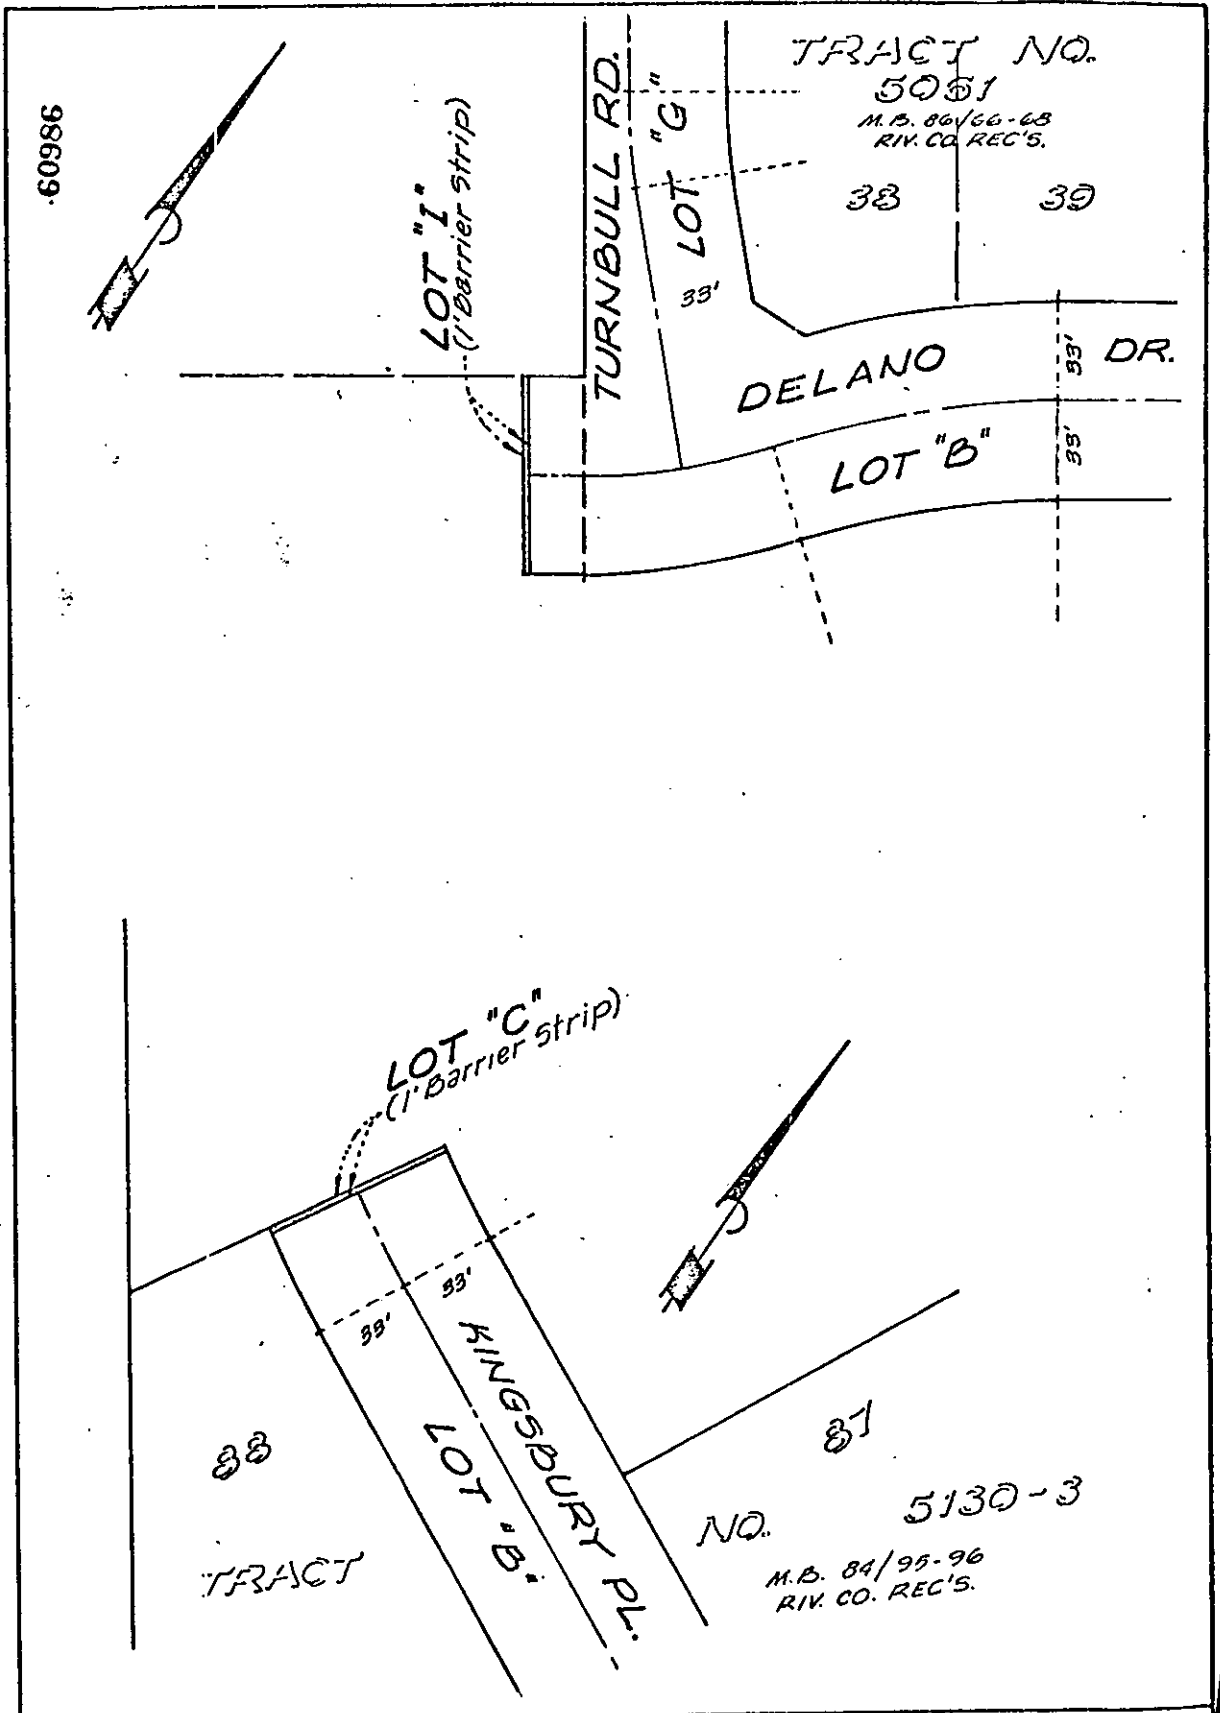 60986
LOT "I"
(1' Barrier Strip)
TURNBULL RD.
LOT "G"
33'
TRACT NO.
5051
M.B. 86/66-68
RIV. CO. REC'S.
38
39
DELANO DR.
33'
33'
LOT "B"
LOT "C"
(1' Barrier Strip)
33'
33'
KINGSBURY PL.
LOT "B"
88
87
TRACT NO. 5130-3
M.B. 84/95-96
RIV. CO. REC'S.